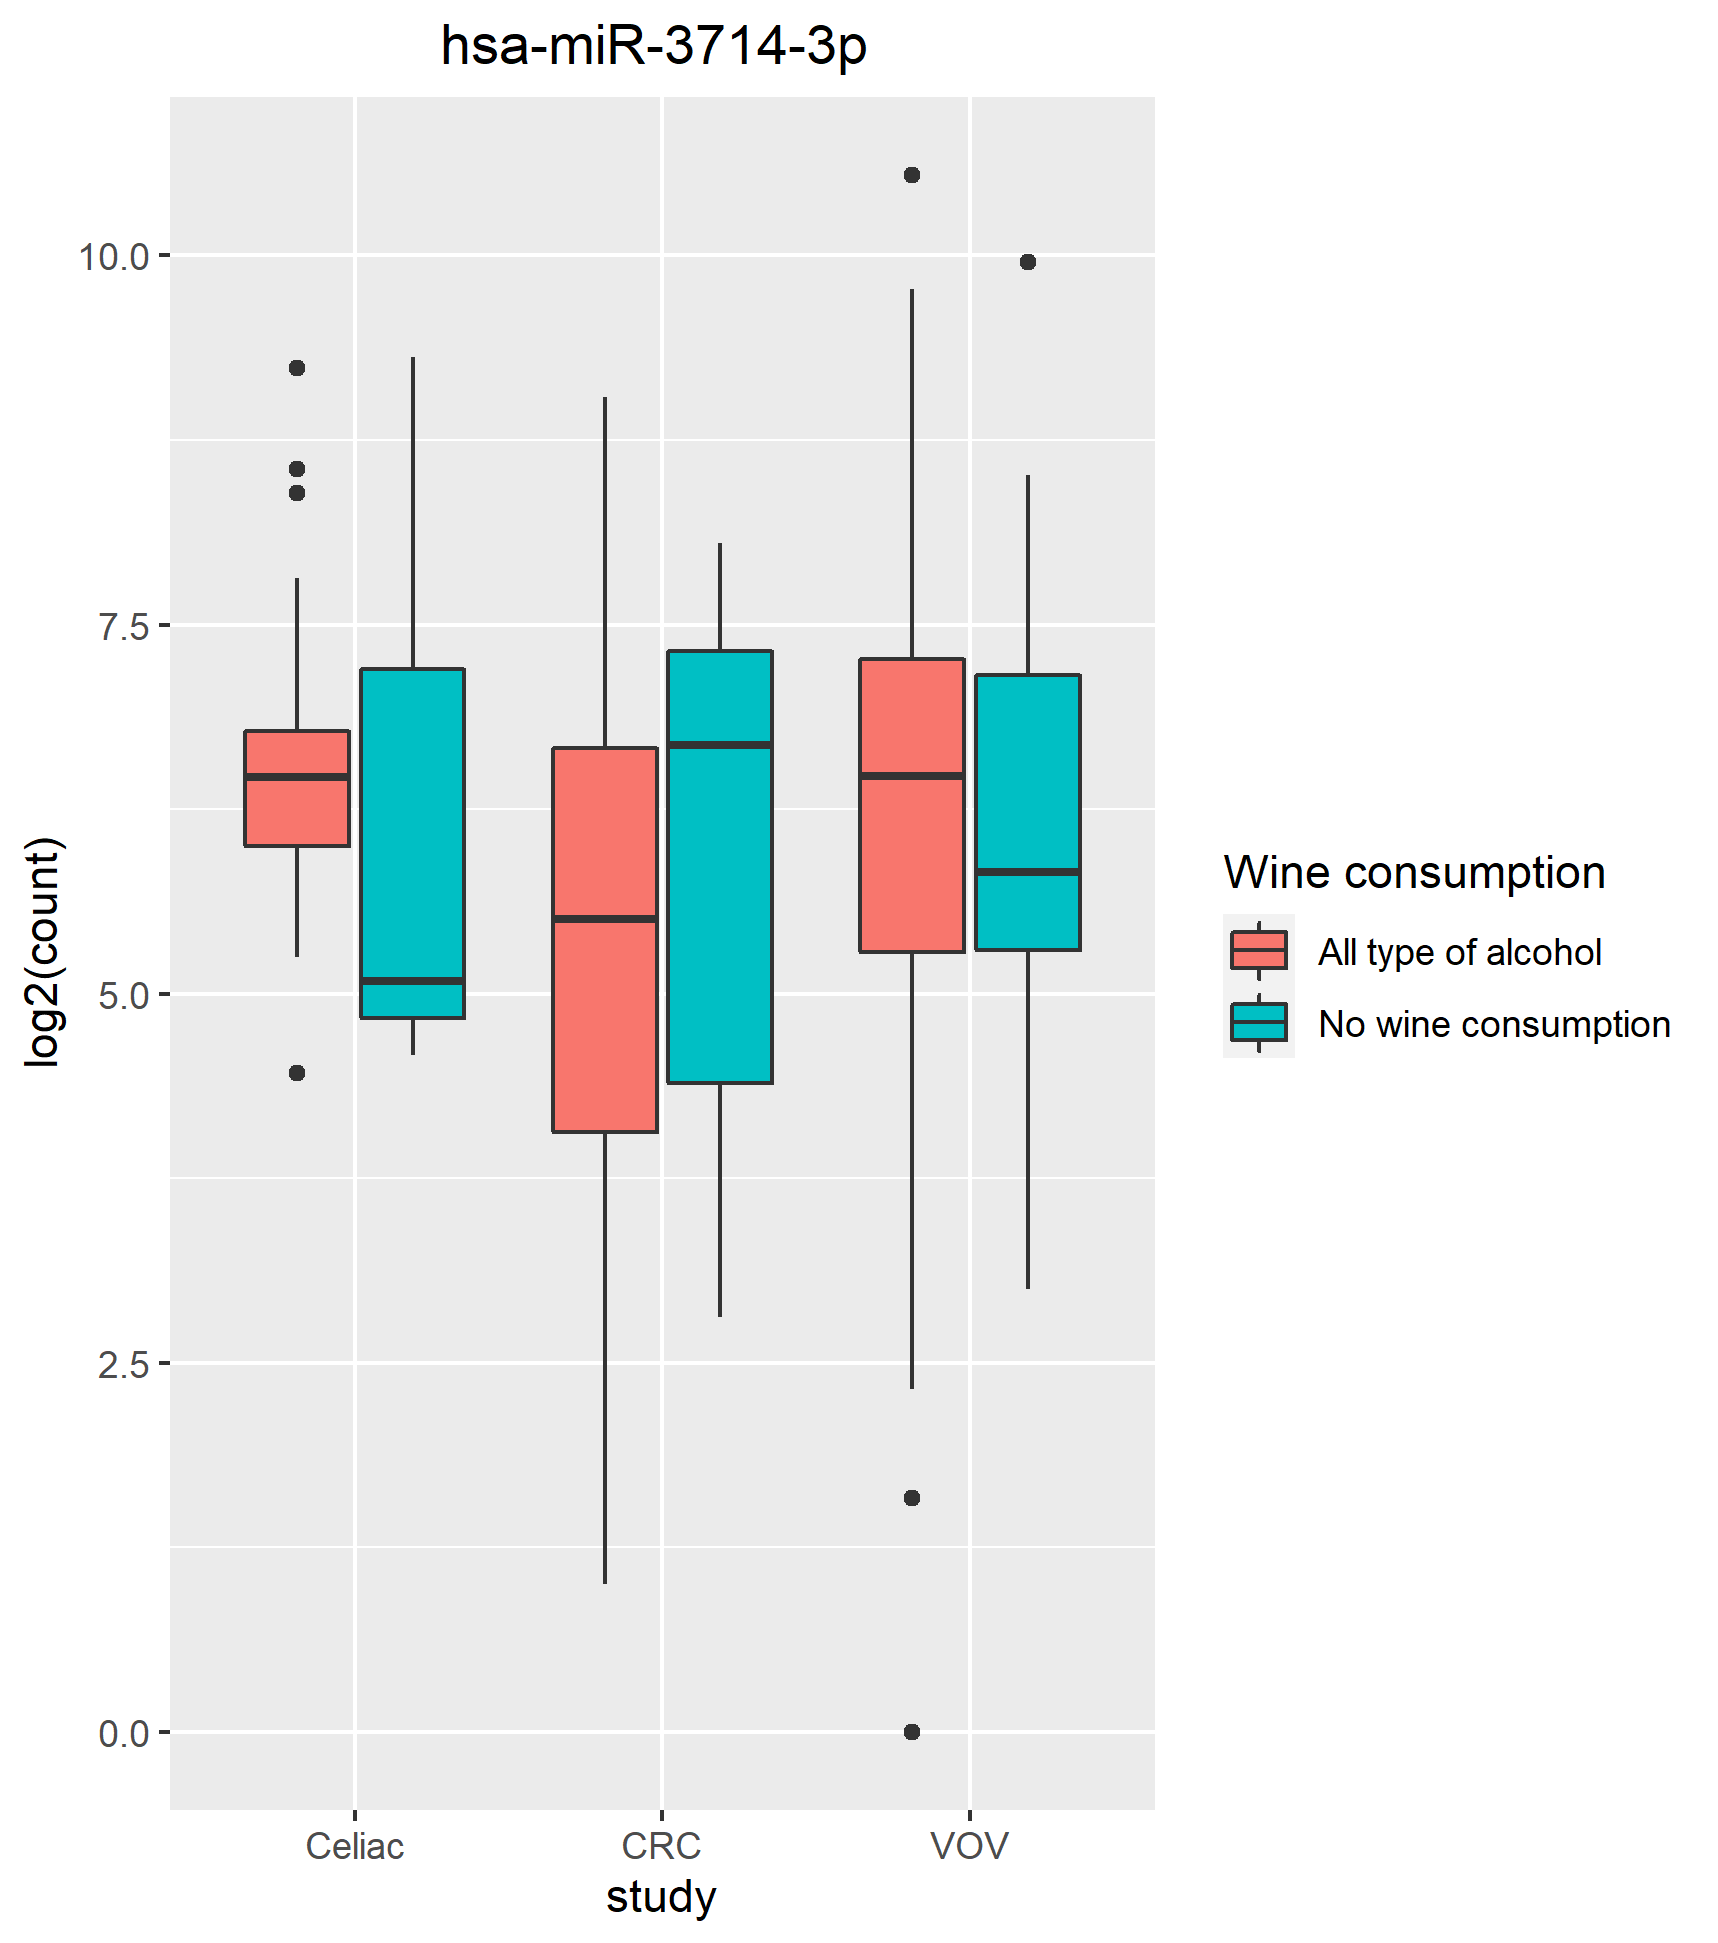 hsa-miR-3714-3p
10.0
7.5
5.0
2.5
0.0
log2(count)
Celiac
CRC
VOV
study
Wine consumption
All type of alcohol
No wine consumption